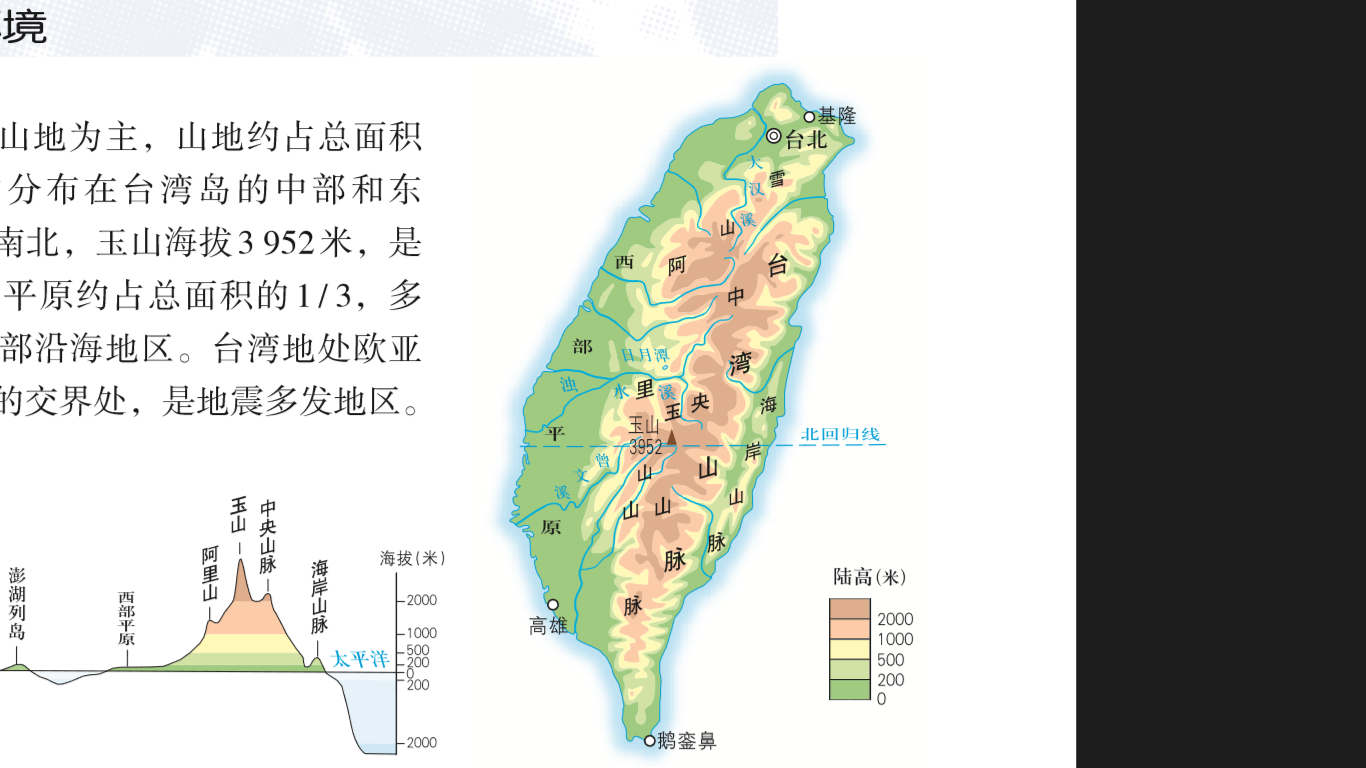 境
山地为主，山地约占总面积
分布在台湾岛的中部和东
南北，玉山海拔3 952米，是
平原约占总面积的1/3，多
部沿海地区。台湾地处欧亚
的交界处，是地震多发地区。
澎湖列岛
西部平原
阿里山
玉山
中央山脉
海岸山脉
海拔(米)
2000
1000
500
200
0
200
2000
太平洋
基隆
台北
大汉溪
雪山山脉
西部平原
阿里山山脉
台湾山脉
中央山脉
日月潭
浊水溪
玉山
玉山
3952
海岸山脉
北回归线
曾文溪
高雄
鹅銮鼻
陆高(米)
2000
1000
500
200
0